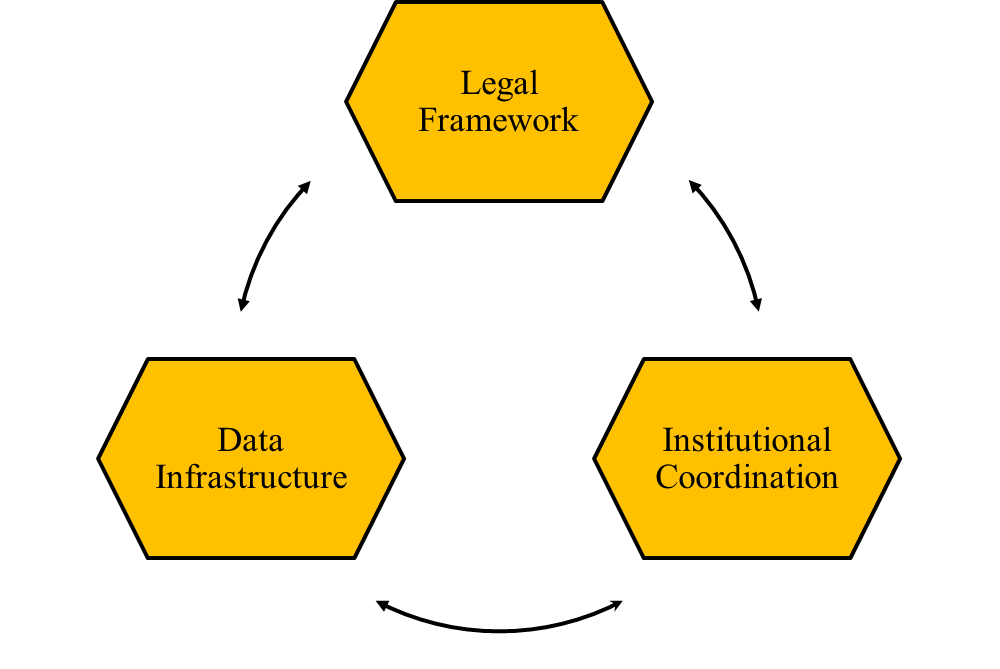 Legal
Framework
Data
Infrastructure
Institutional
Coordination